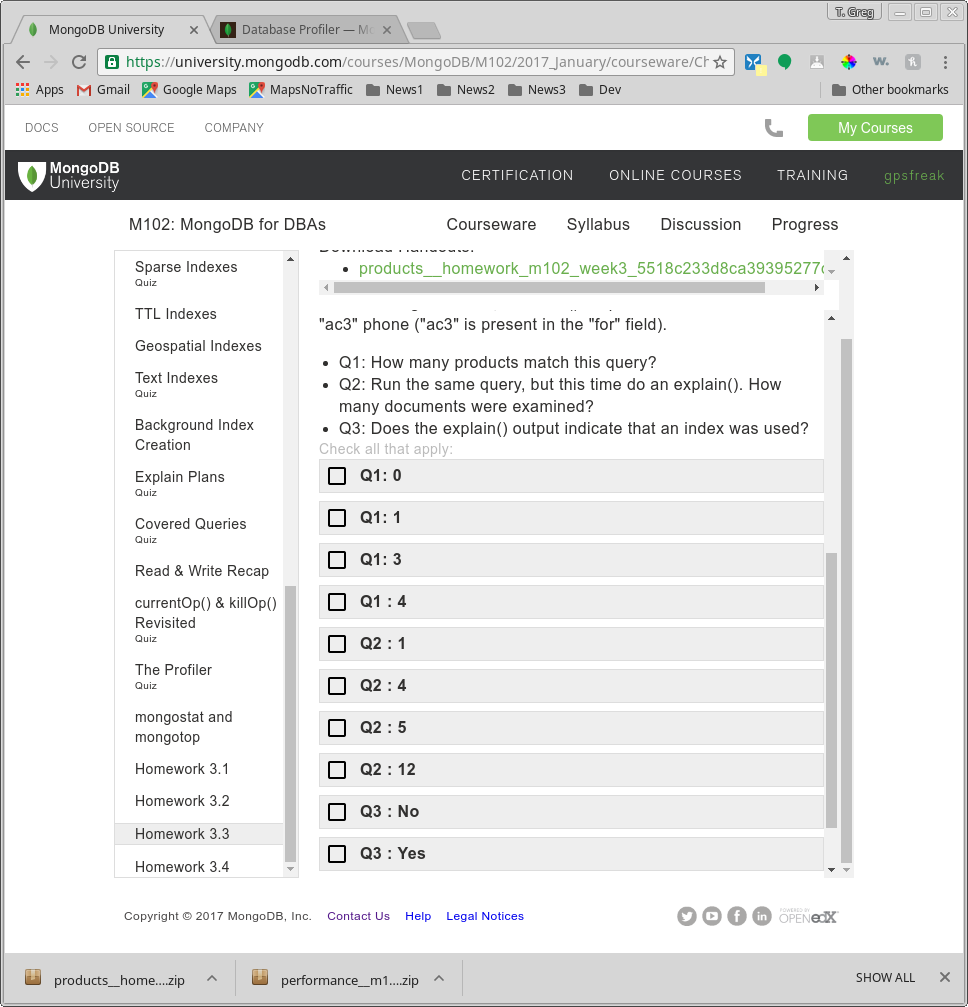 T. Greg
MongoDB University
Database Profiler — Mo
https://university.mongodb.com/courses/MongoDB/M102/2017_January/courseware/Ch
Apps
Gmail
Google Maps
MapsNoTraffic
News1
News2
News3
Dev
Other bookmarks
DOCS
OPEN SOURCE
COMPANY
My Courses
MongoDB
University
CERTIFICATION
ONLINE COURSES
TRAINING
gpsfreak
M102: MongoDB for DBAs
Courseware
Syllabus
Discussion
Progress
Sparse Indexes
Quiz
TTL Indexes
Geospatial Indexes
Text Indexes
Quiz
Background Index
Creation
Explain Plans
Quiz
Covered Queries
Quiz
Read & Write Recap
currentOp() & killOp()
Revisited
Quiz
The Profiler
Quiz
mongostat and
mongotop
Homework 3.1
Homework 3.2
Homework 3.3
Homework 3.4
Download Handouts:
• products__homework_m102_week3_5518c233d8ca39395277c
"ac3" phone ("ac3" is present in the "for" field).
• Q1: How many products match this query?
• Q2: Run the same query, but this time do an explain(). How
many documents were examined?
• Q3: Does the explain() output indicate that an index was used?
Check all that apply:
Q1: 0
Q1: 1
Q1: 3
Q1 : 4
Q2 : 1
Q2 : 4
Q2 : 5
Q2 : 12
Q3 : No
Q3 : Yes
Copyright © 2017 MongoDB, Inc.
Contact Us
Help
Legal Notices
POWERED BY
OPEN edX
products__home....zip
performance__m1....zip
SHOW ALL